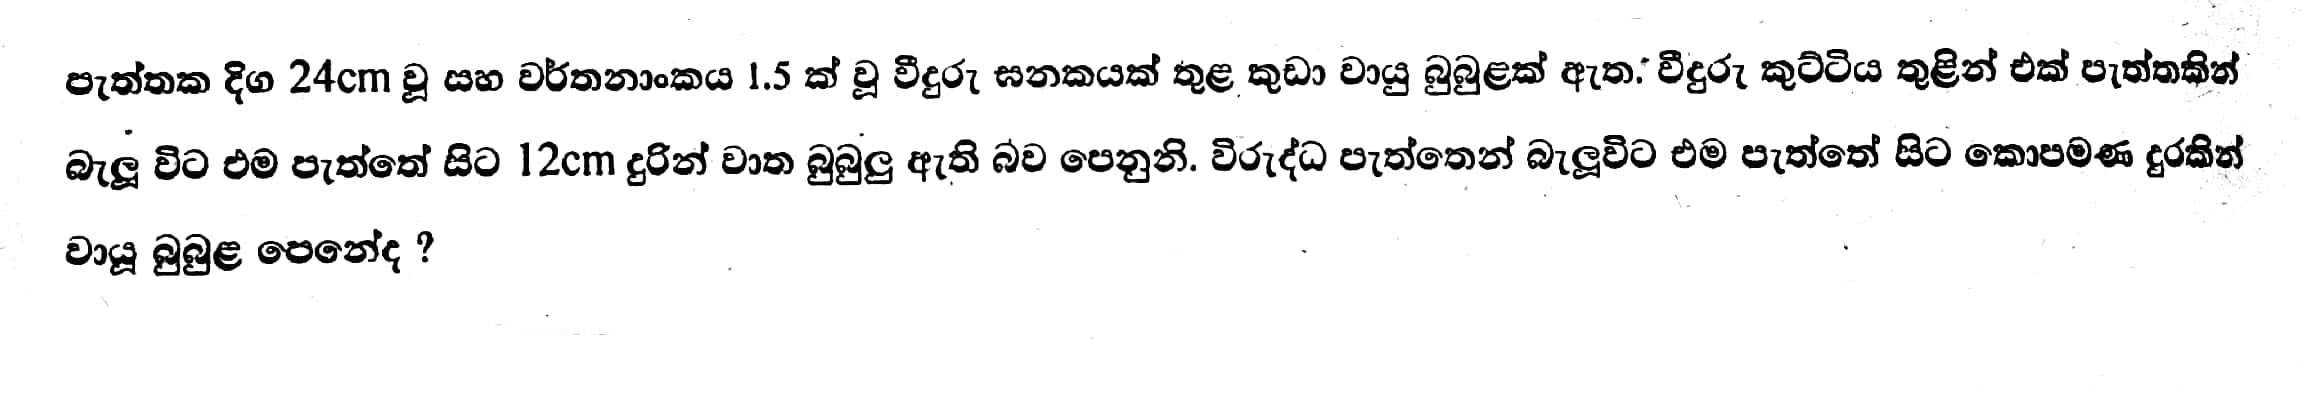 පැත්තක දිග 24cm වූ සහ වර්තනාංකය 1.5 ක් වූ වීදුරු ඝනකයක් තුළ කුඩා වායු බුබුළක් ඇත. වීදුරු කුට්ටිය තුළින් එක් පැත්තකින්
බැලූ විට එම පැත්තේ සිට 12cm දුරින් වාත බුබුලු ඇති බව පෙනුනි. විරුද්ධ පැත්තෙන් බැලූවිට එම පැත්තේ සිට කොපමණ දුරකින්
වායූ බුබුළ පෙනේද ?